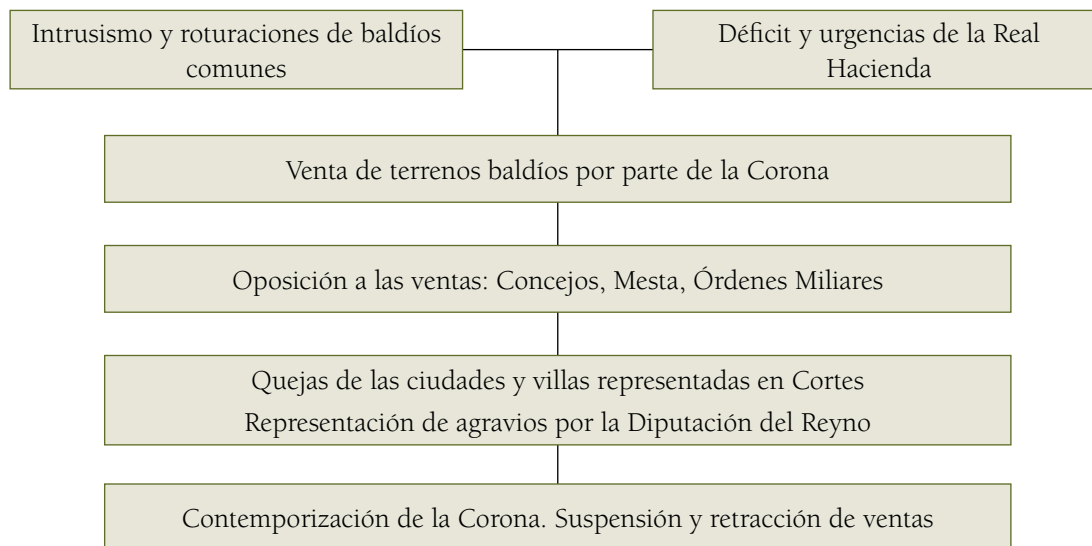 Intrusismo y roturaciones de baldíos
comunes
Déficit y urgencias de la Real
Hacienda
Venta de terrenos baldíos por parte de la Corona
Oposición a las ventas: Concejos, Mesta, Órdenes Miliares
Quejas de las ciudades y villas representadas en Cortes
Representación de agravios por la Diputación del Reyno
Contemporización de la Corona. Suspensión y retracción de ventas